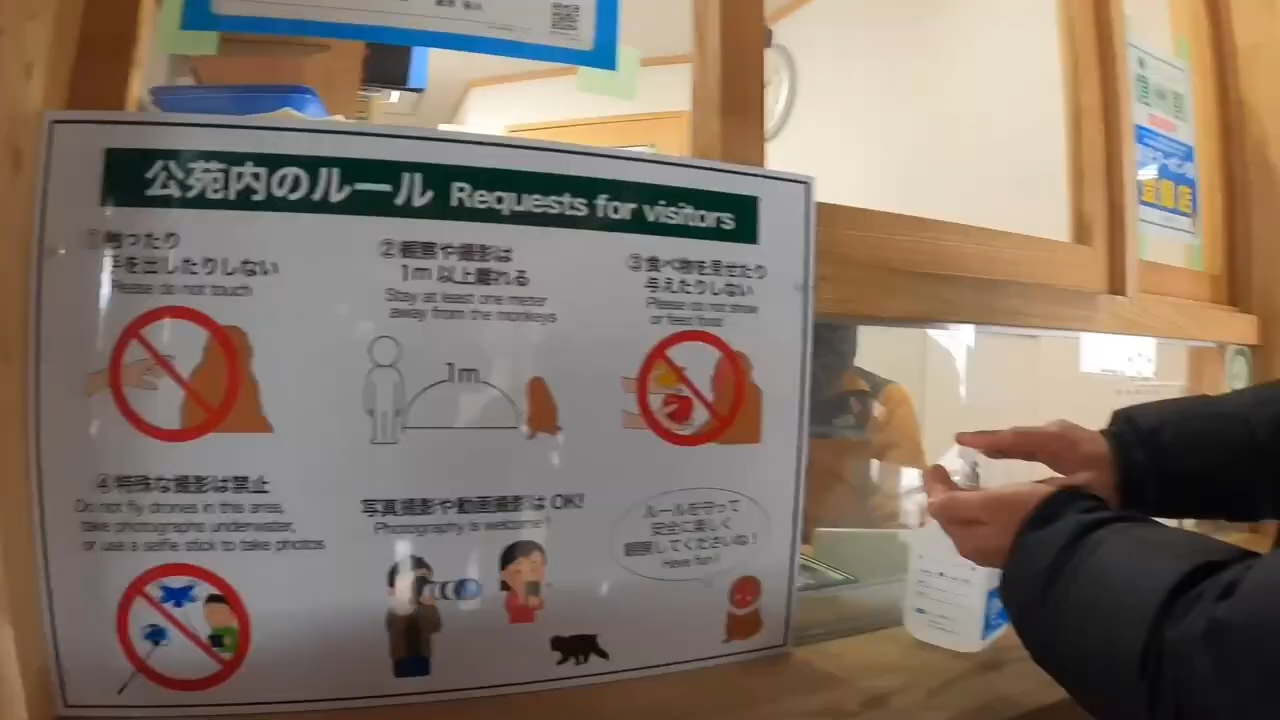 公苑内のルール Requests for visitors
①触ったり
手を出したりしない
Please do not touch
②観察や撮影は
1m 以上離れる
Stay at least one meter
away from the monkeys
1m
③食べ物を見せたり
与えたりしない
Please do not show
or feed food
④特殊な撮影は禁止
Do not fly drones in this area,
take photographs underwater,
or use a selfie stick to take photos
写真撮影や動画撮影は OK!
Photography is welcome!
ルールを守って
安全に楽しく
観察してくださいね!
Have fun!